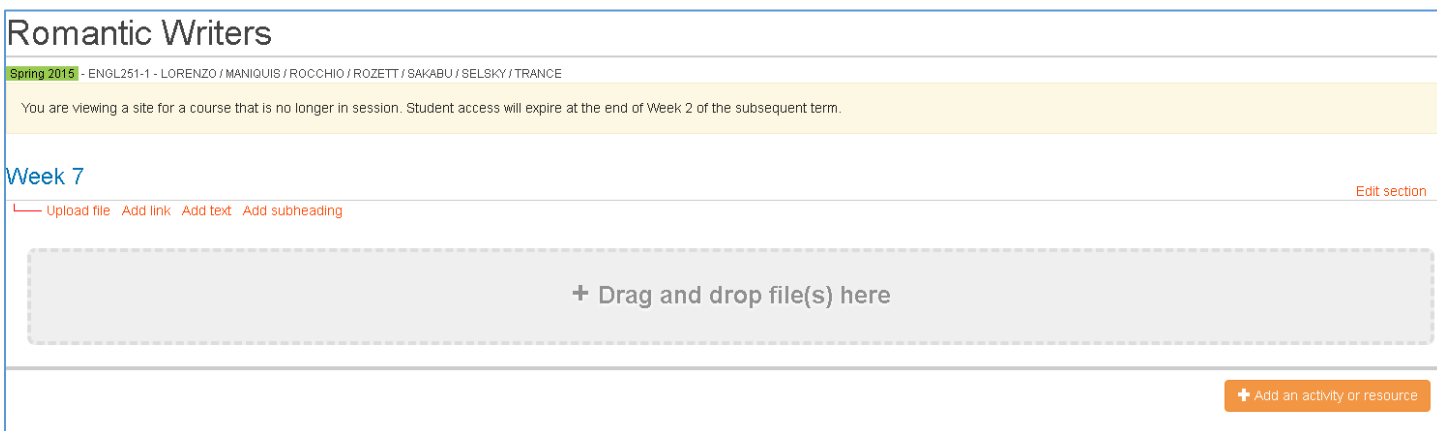 Romantic Writers
Spring 2015 - ENGL251-1 - LORENZO / MANIQUIS / ROCCHIO / ROZETT / SAKABU / SELSKY / TRANCE
You are viewing a site for a course that is no longer in session. Student access will expire at the end of Week 2 of the subsequent term.
Week 7
Edit section
Upload file Add link Add text Add subheading
+ Drag and drop file(s) here
+ Add an activity or resource